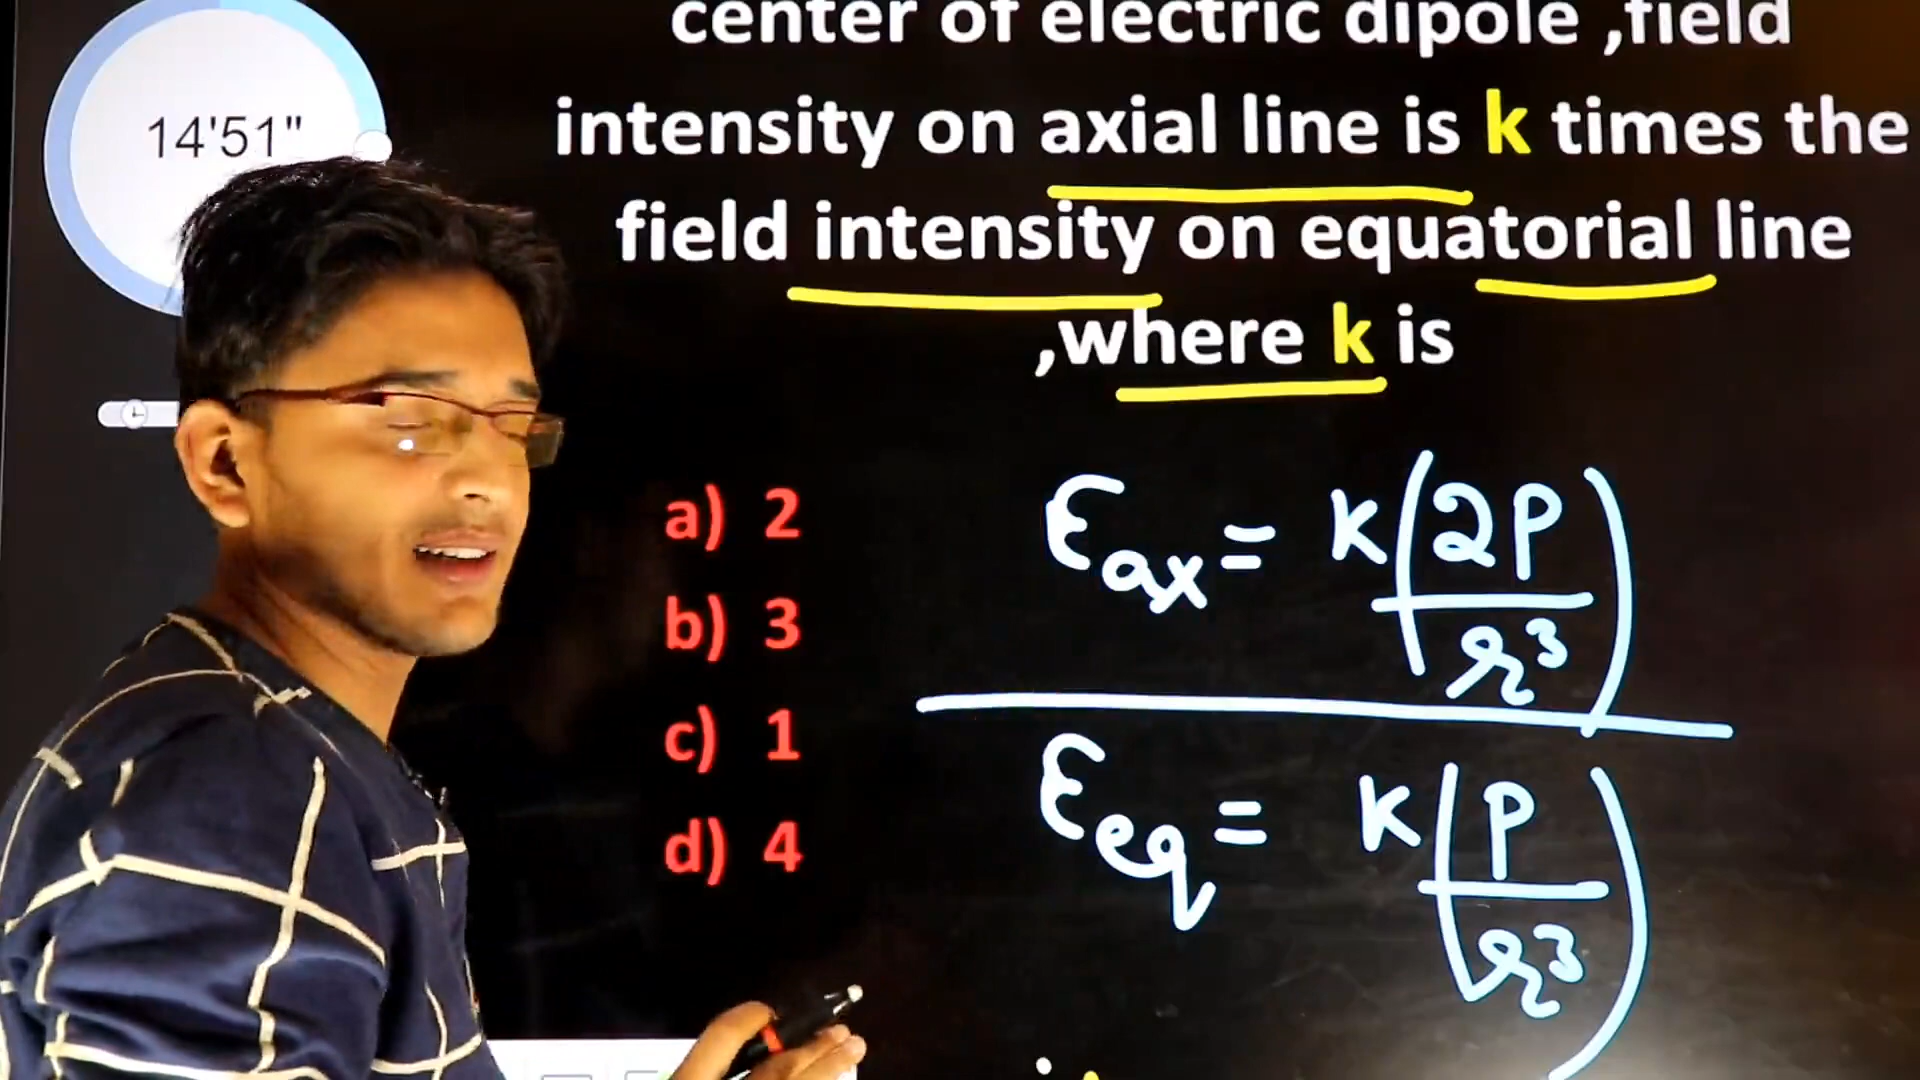 14'51"
center of electric dipole ,field
intensity on axial line is k times the
field intensity on equatorial line
,where k is
a) 2
b) 3
c) 1
d) 4
Eax = K(2P/r³)
Eeq = K(P/r³)